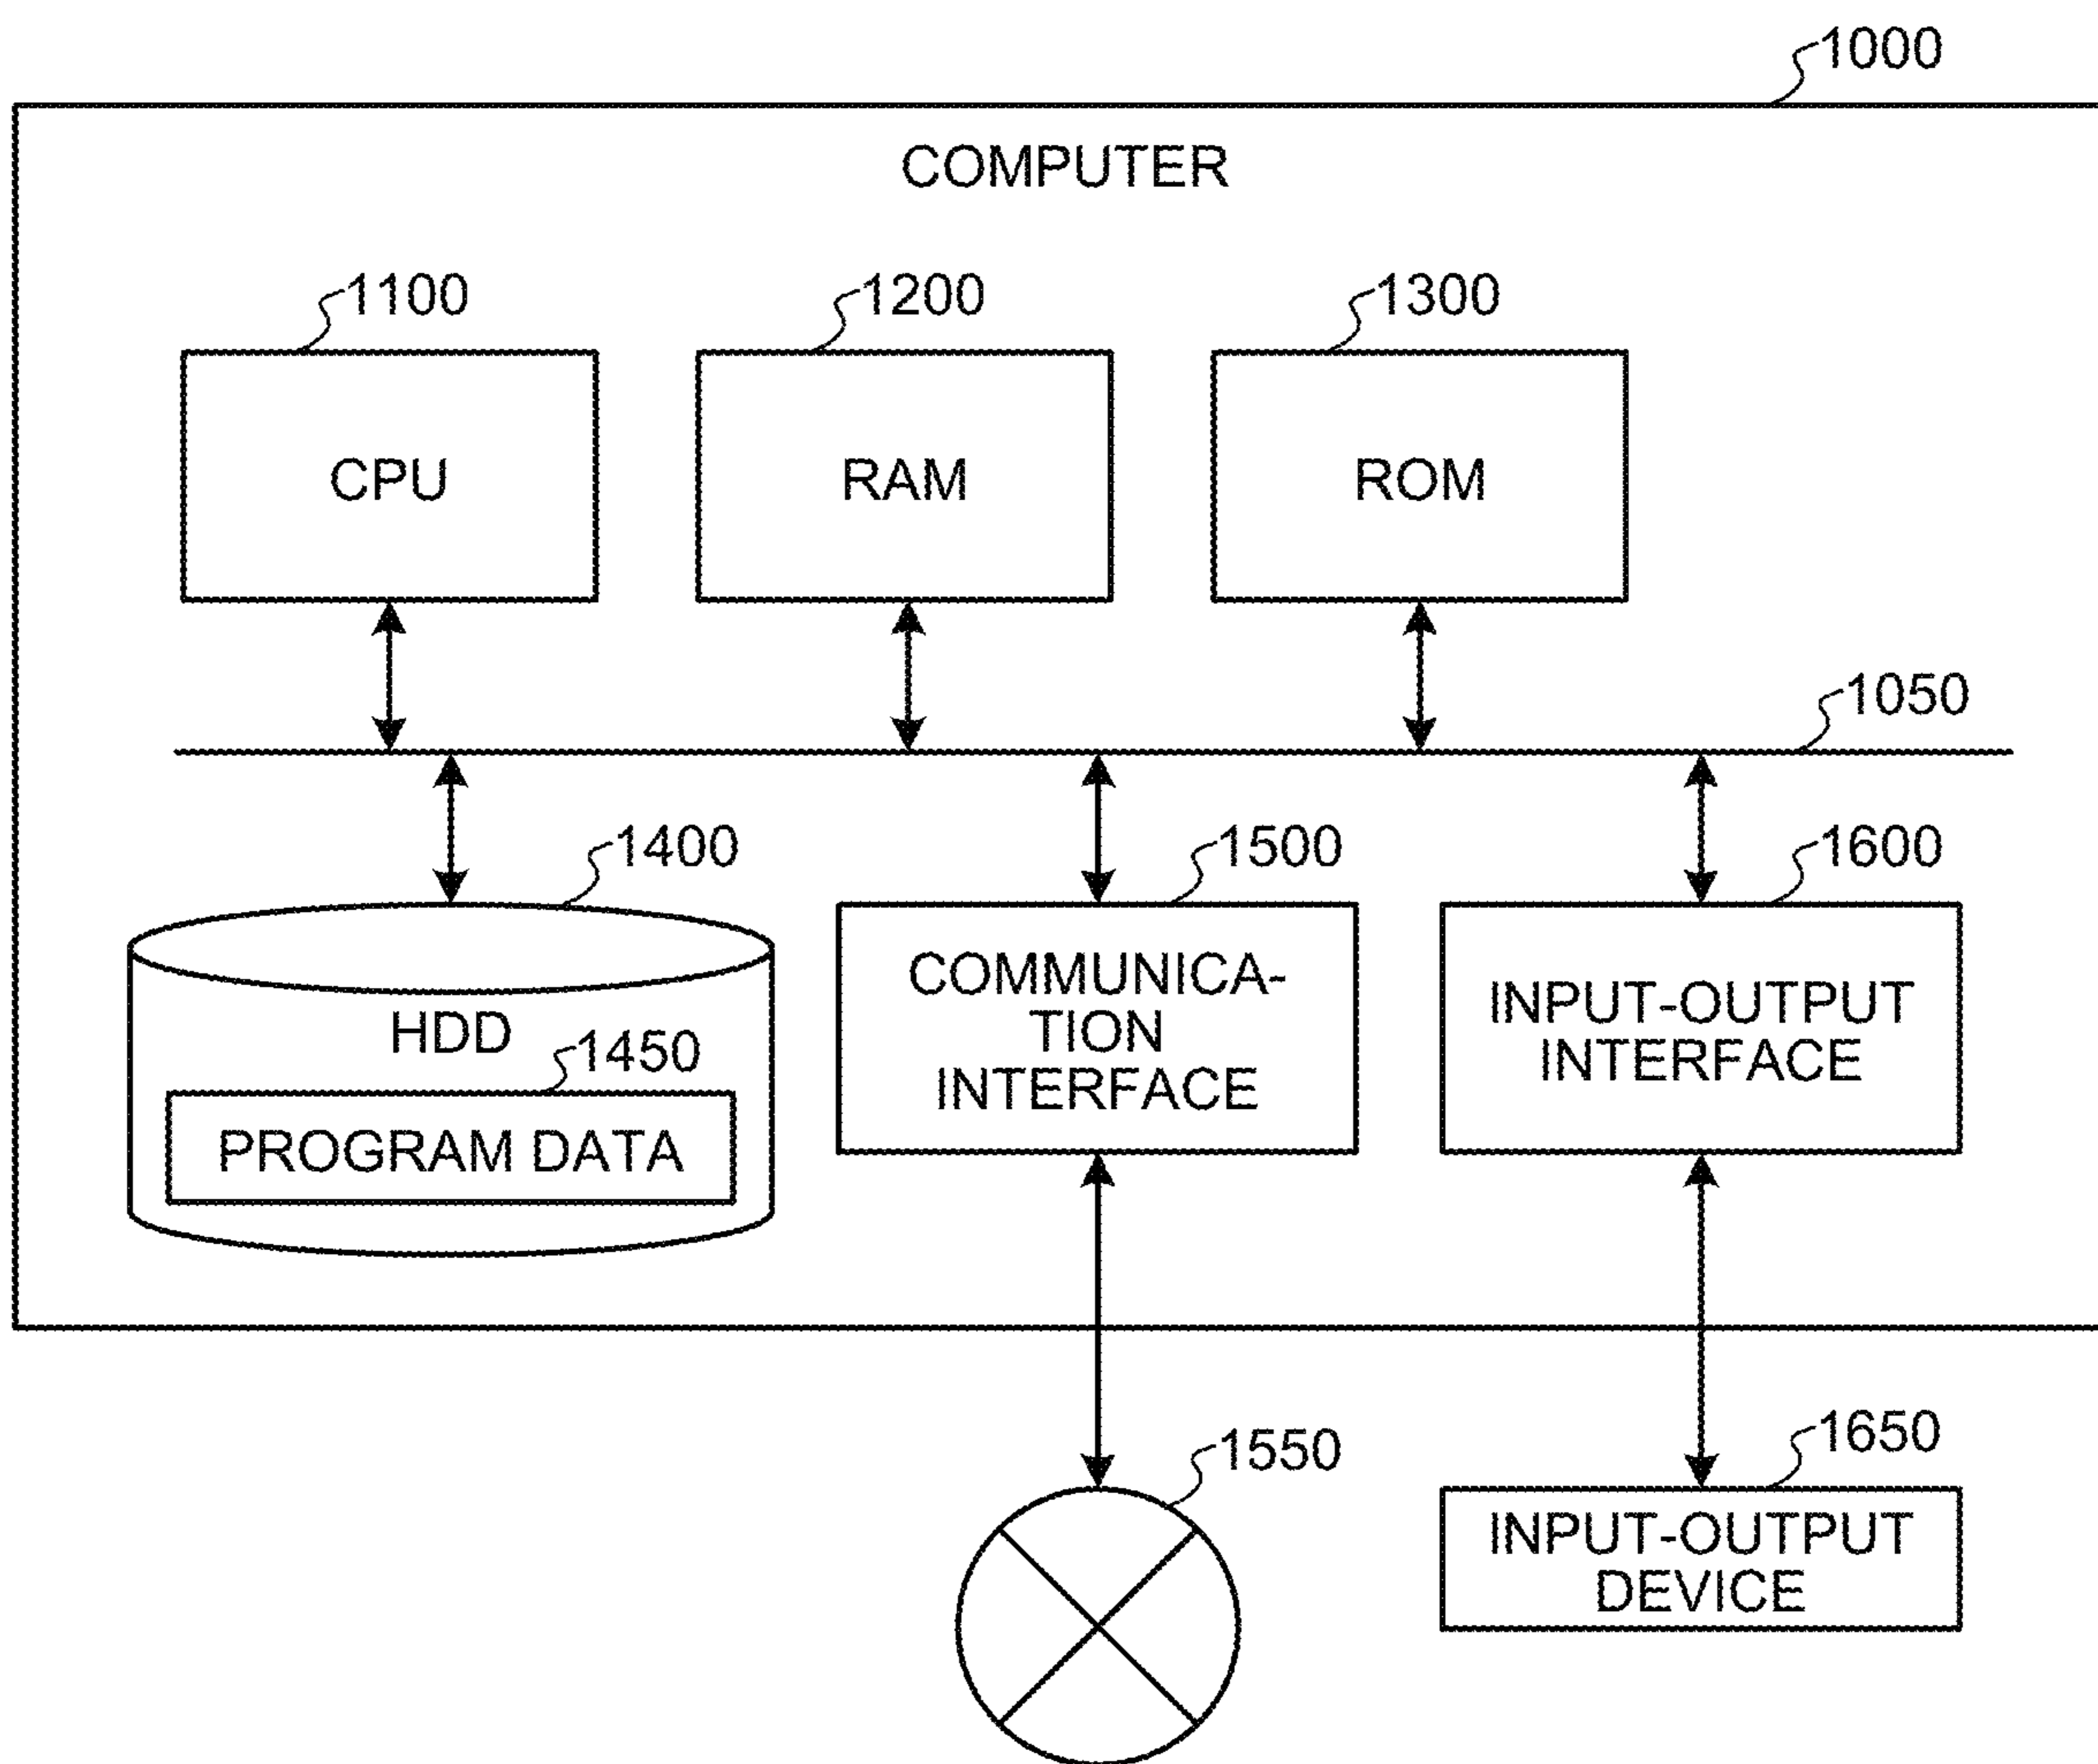 1000
COMPUTER
1100
1200
1300
CPU
RAM
ROM
1050
1400
1500
1600
HDD
1450
PROGRAM DATA
COMMUNICA-
TION
INTERFACE
INPUT-OUTPUT
INTERFACE
1550
1650
INPUT-OUTPUT
DEVICE